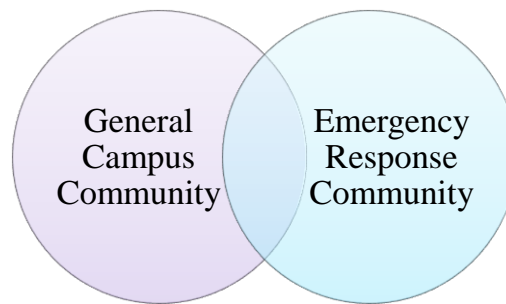 General
Campus
Community
Emergency
Response
Community